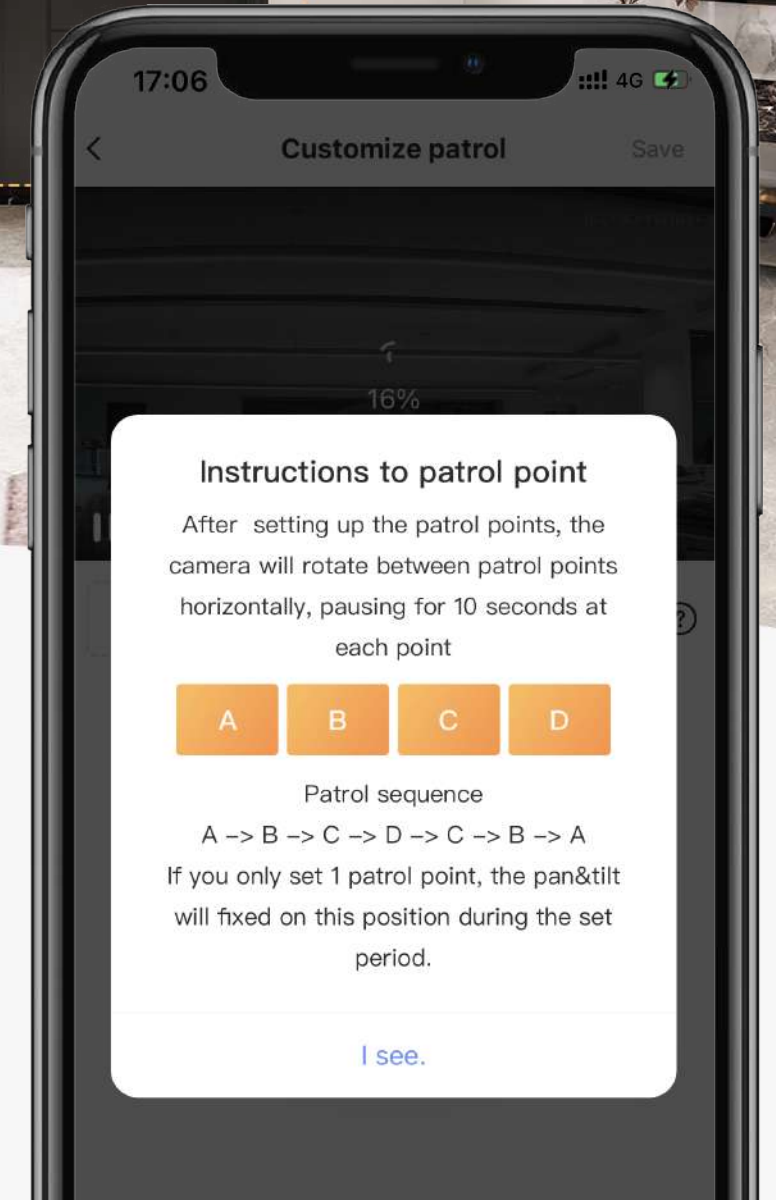 17:06
4G
Customize patrol
Save
16%
Instructions to patrol point
After setting up the patrol points, the
camera will rotate between patrol points
horizontally, pausing for 10 seconds at
each point
A B C D
Patrol sequence
A –> B –> C –> D –> C –> B –> A
If you only set 1 patrol point, the pan&tilt
will fixed on this position during the set
period.
?
I see.